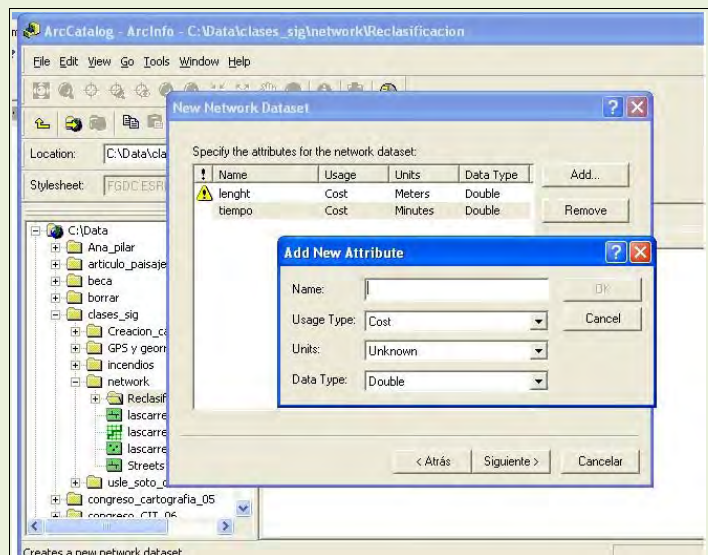 ArcCatalog - ArcInfo - C:\Data\clases_sig\network\Reclasificacion
File Edit View Go Tools Window Help
Location: C:\Data\cla
Stylesheet: FGDC ESRI
C:\Data
Ana_pilar
articulo_paisaje
beca
borrar
clases_sig
Creacion_ca
GPS y georr
incendios
network
Reclasif
lascarre
lascarre
lascarre
Streets
usle_soto_d
congreso_cartografia_05
congreso_CIT_06
Creates a new network dataset
New Network Dataset
Specify the attributes for the network dataset:
! Name Usage Units Data Type
lenght Cost Meters Double
tiempo Cost Minutes Double
Add...
Remove
Add New Attribute
Name:
OK
Usage Type: Cost
Cancel
Units: Unknown
Data Type: Double
< Atrás Siguiente > Cancelar